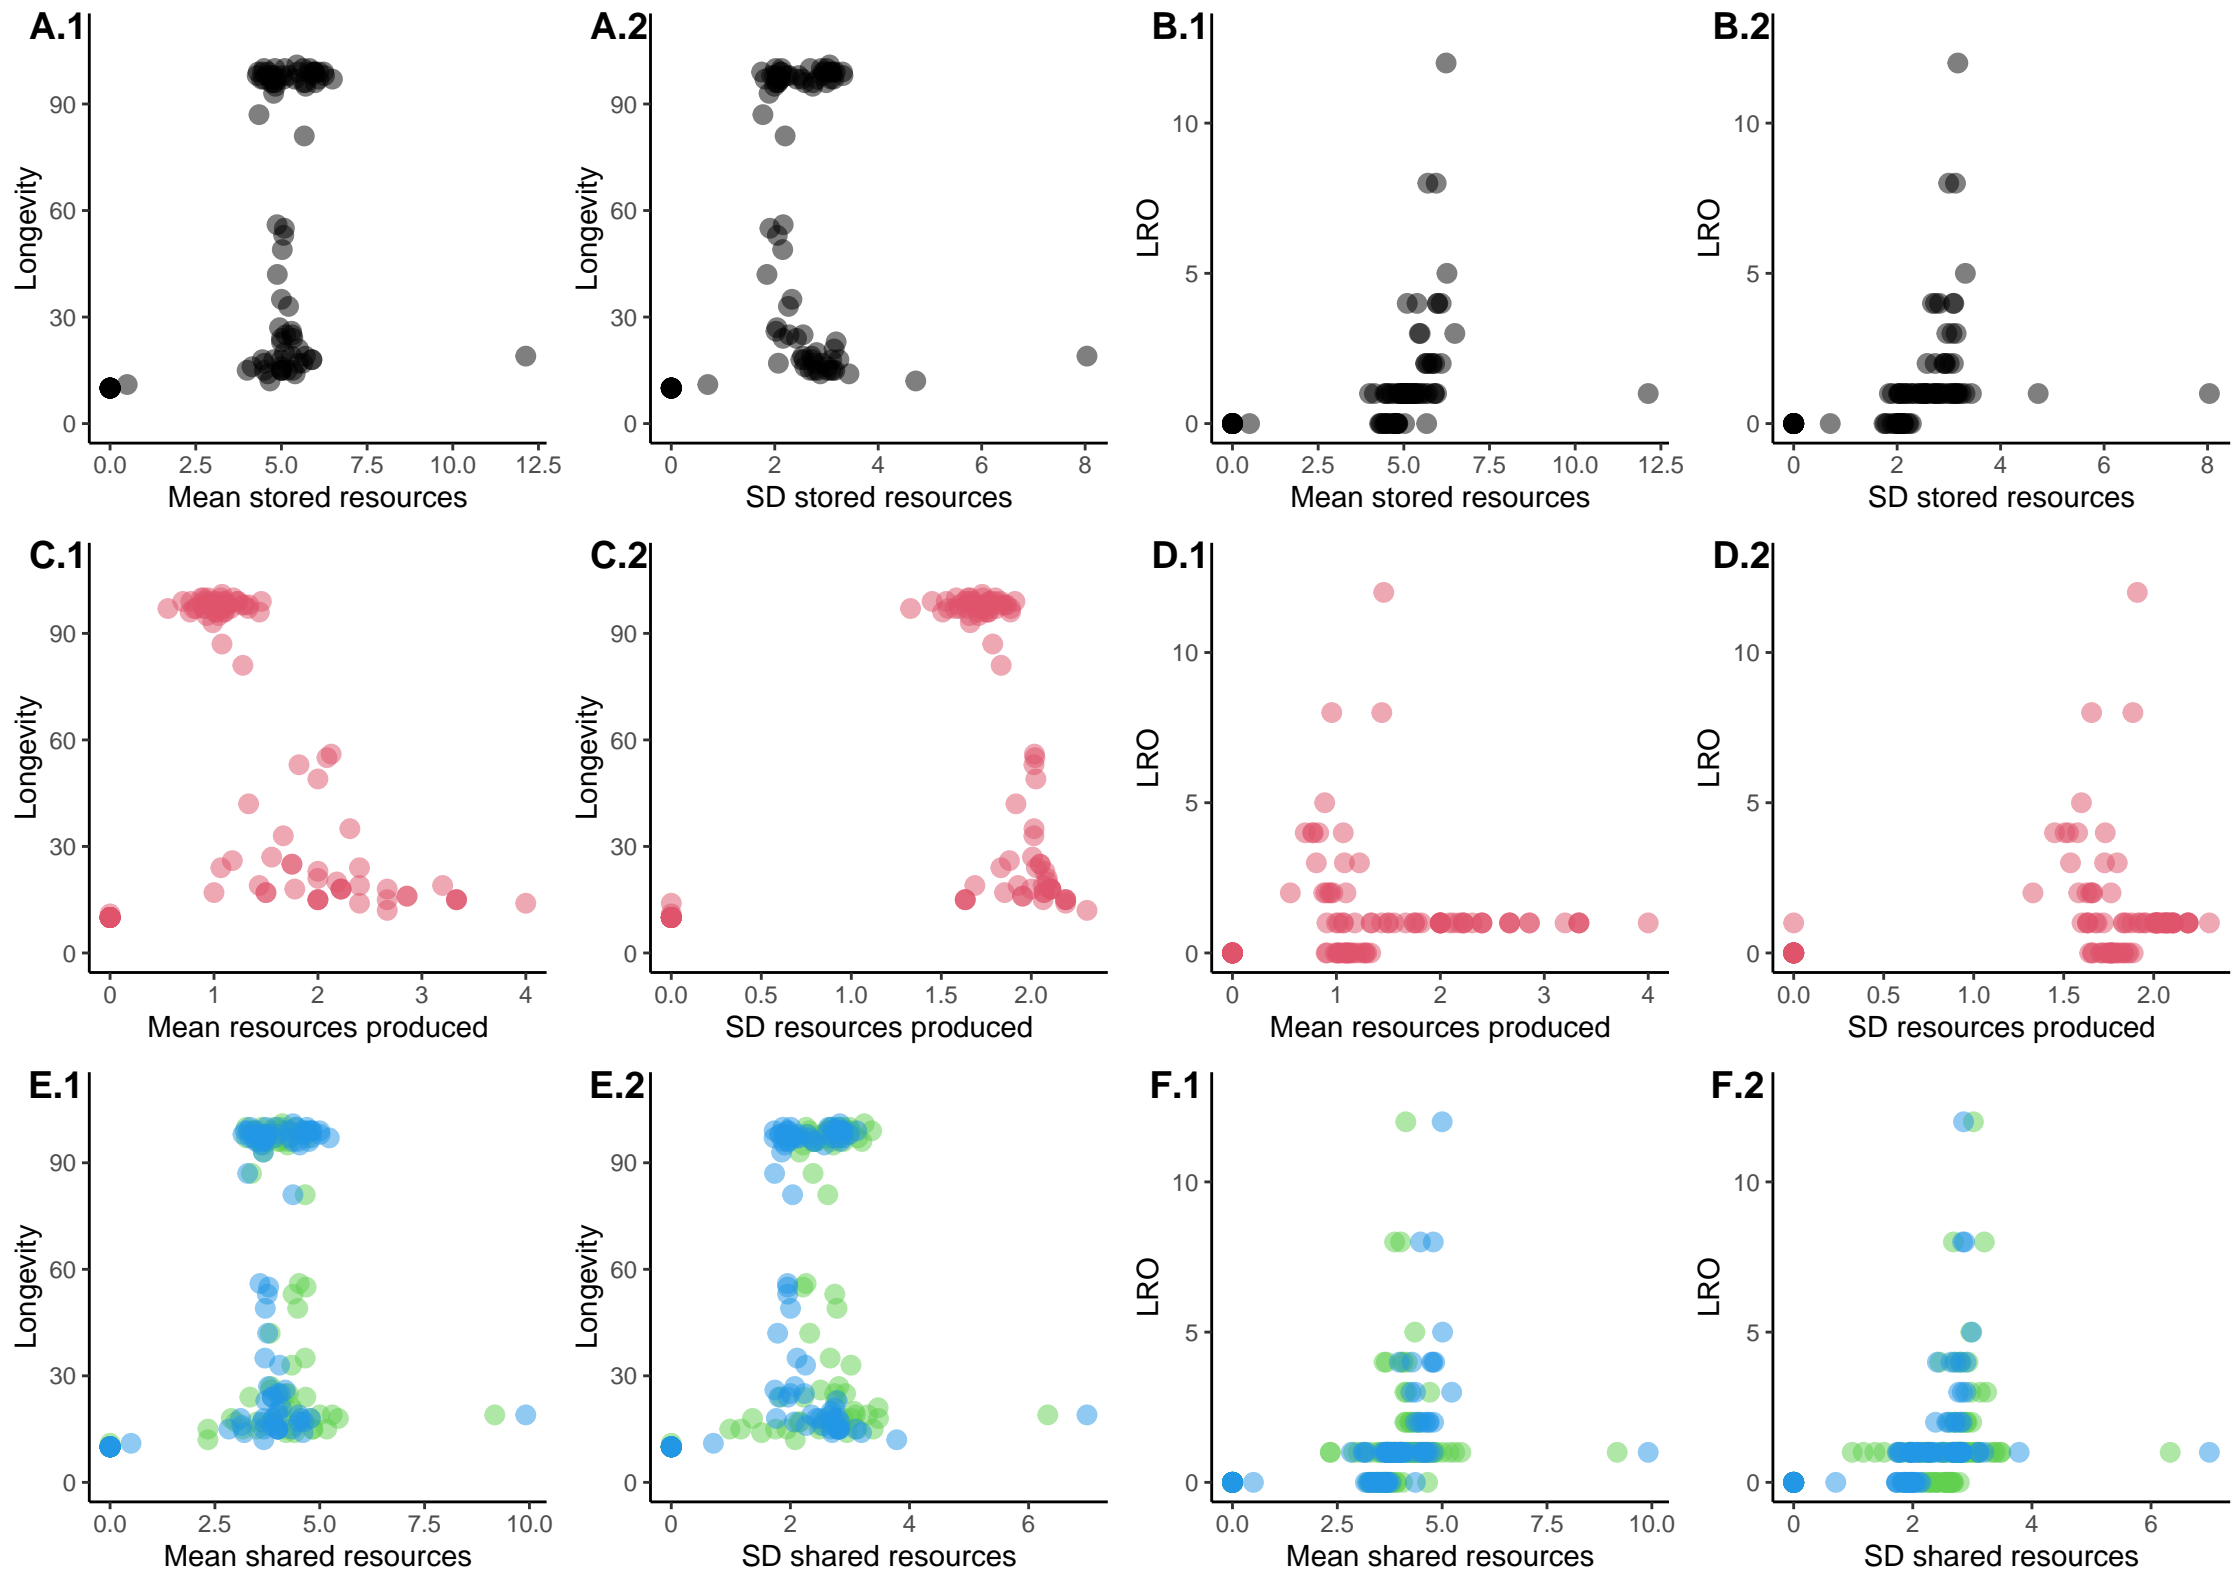 A.1
Longevity
90
60
30
0
0.0 2.5 5.0 7.5 10.0 12.5
Mean stored resources
A.2
Longevity
90
60
30
0
0 2 4 6 8
SD stored resources
B.1
LRO
10
5
0
0.0 2.5 5.0 7.5 10.0 12.5
Mean stored resources
B.2
LRO
10
5
0
0 2 4 6 8
SD stored resources
C.1
Longevity
90
60
30
0
0 1 2 3 4
Mean resources produced
C.2
Longevity
90
60
30
0
0.0 0.5 1.0 1.5 2.0
SD resources produced
D.1
LRO
10
5
0
0 1 2 3 4
Mean resources produced
D.2
LRO
10
5
0
0.0 0.5 1.0 1.5 2.0
SD resources produced
E.1
Longevity
90
60
30
0
0.0 2.5 5.0 7.5 10.0
Mean shared resources
E.2
Longevity
90
60
30
0
0 2 4 6
SD shared resources
F.1
LRO
10
5
0
0.0 2.5 5.0 7.5 10.0
Mean shared resources
F.2
LRO
10
5
0
0 2 4 6
SD shared resources